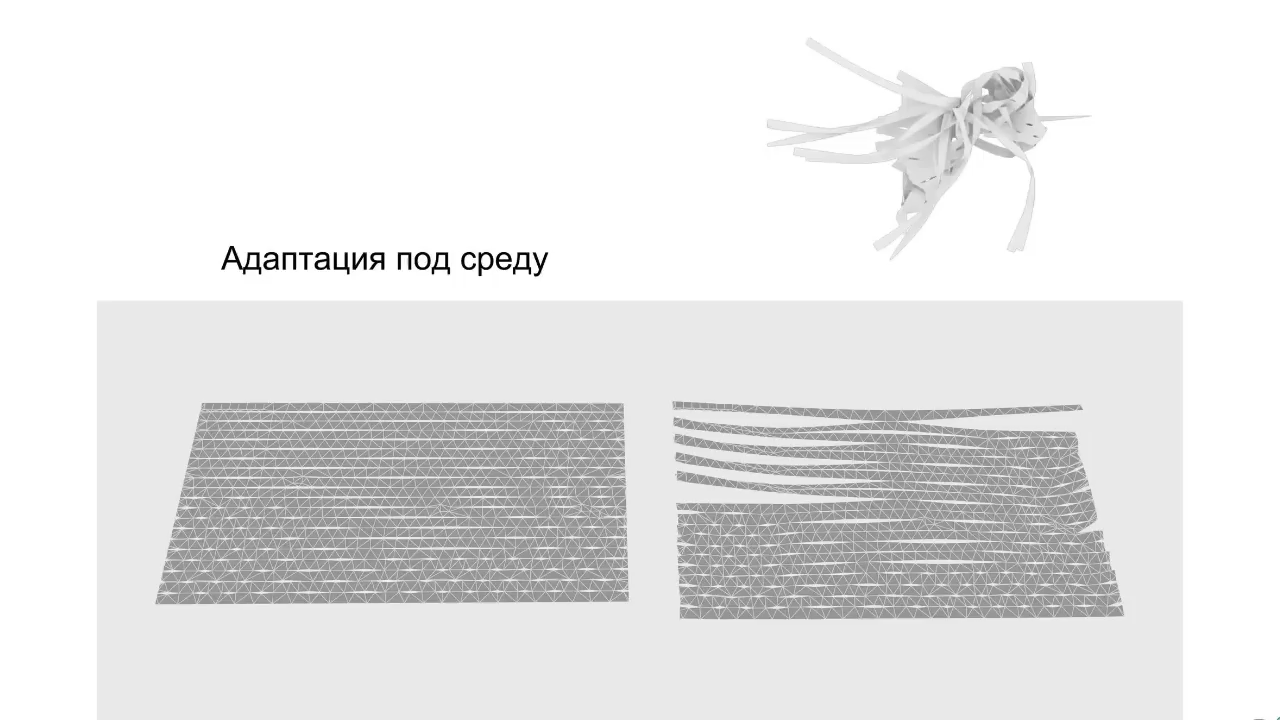 Адаптация под среду